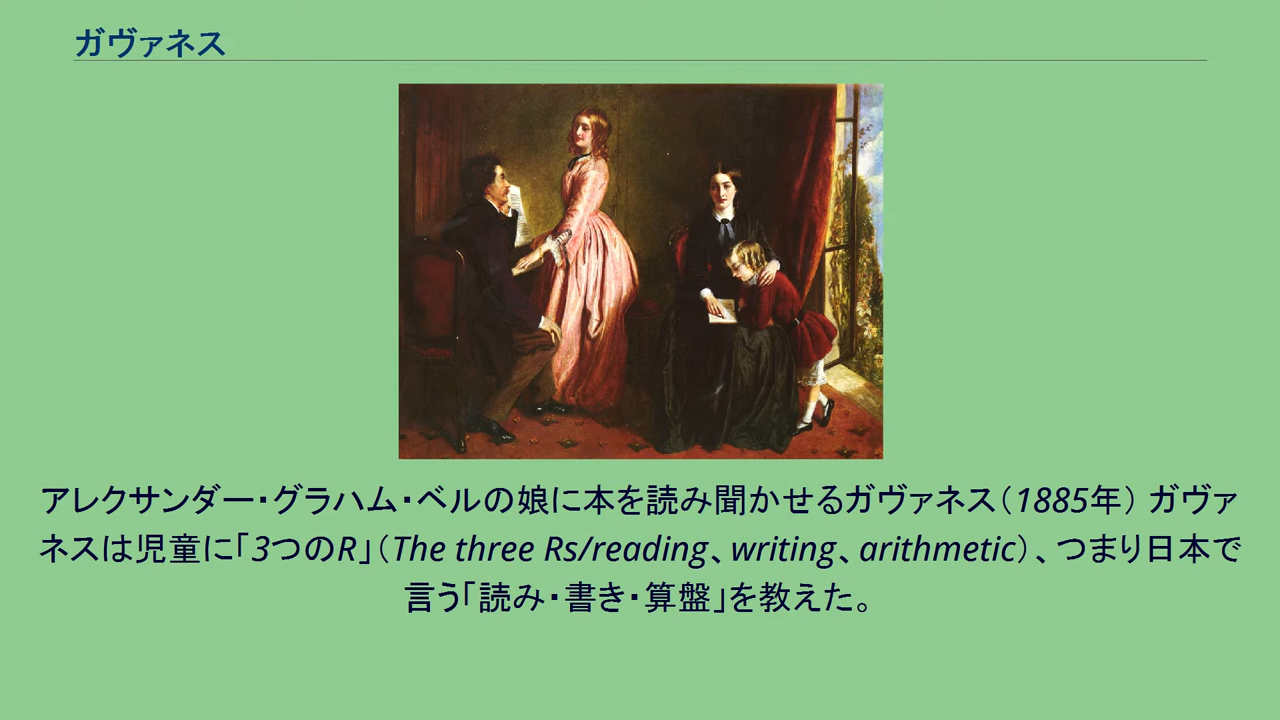 ガヴァネス
アレクサンダー・グラハム・ベルの娘に本を読み聞かせるガヴァネス（1885年） ガヴァ
ネスは児童に「3つのR」（The three Rs/reading、writing、arithmetic）、つまり日本で
言う「読み・書き・算盤」を教えた。